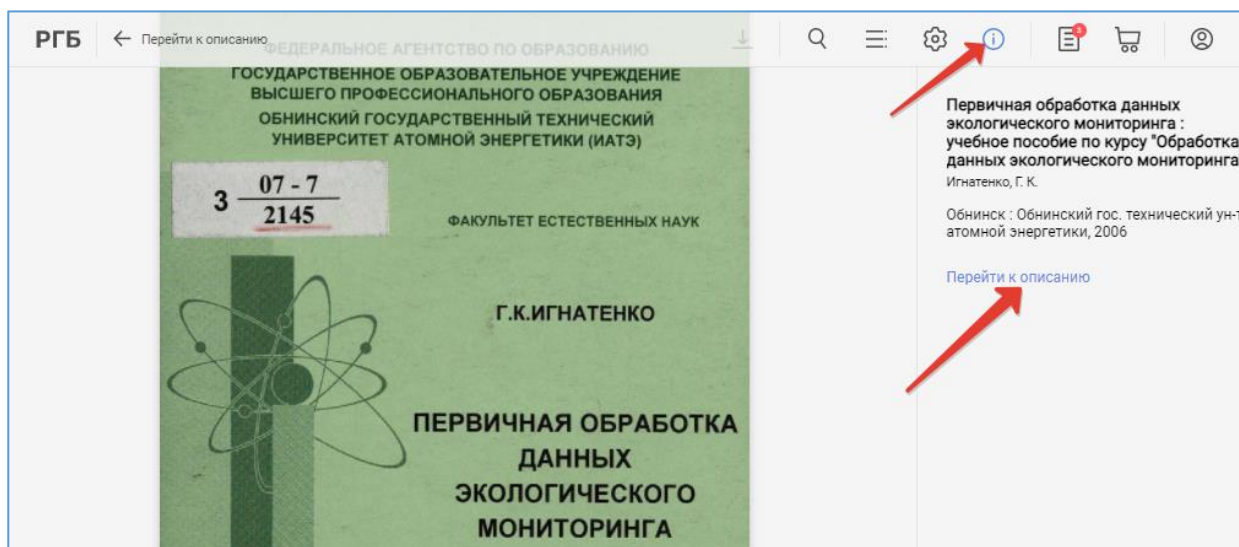 РГБ
← Перейти к описанию
ФЕДЕРАЛЬНОЕ АГЕНТСТВО ПО ОБРАЗОВАНИЮ
ГОСУДАРСТВЕННОЕ ОБРАЗОВАТЕЛЬНОЕ УЧРЕЖДЕНИЕ
ВЫСШЕГО ПРОФЕССИОНАЛЬНОГО ОБРАЗОВАНИЯ
ОБНИНСКИЙ ГОСУДАРСТВЕННЫЙ ТЕХНИЧЕСКИЙ
УНИВЕРСИТЕТ АТОМНОЙ ЭНЕРГЕТИКИ (ИАТЭ)
3 07 - 7
2145
ФАКУЛЬТЕТ ЕСТЕСТВЕННЫХ НАУК
Г.К.ИГНАТЕНКО
ПЕРВИЧНАЯ ОБРАБОТКА
ДАННЫХ
ЭКОЛОГИЧЕСКОГО
МОНИТОРИНГА
3
Первичная обработка данных
экологического мониторинга :
учебное пособие по курсу "Обработка
данных экологического мониторинга
Игнатенко, Г. К.
Обнинск : Обнинский гос. технический ун-т
атомной энергетики, 2006
Перейти к описанию